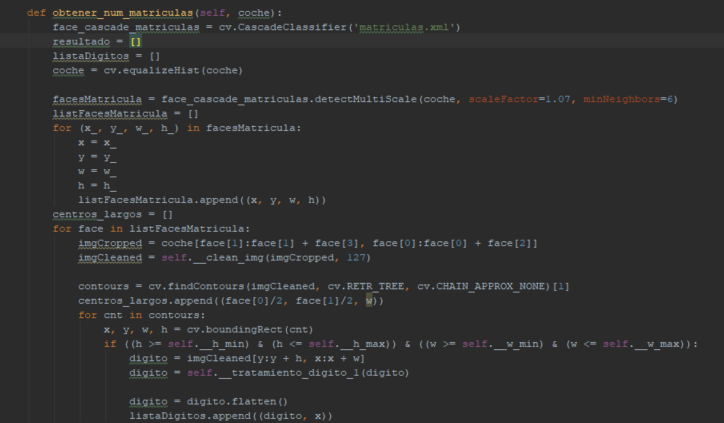 def obtener_num_matriculas(self, coche):
face_cascade_matriculas = cv.CascadeClassifier('matriculas.xml')
resultado = []
listaDigitos = []
coche = cv.equalizeHist(coche)
facesMatricula = face_cascade_matriculas.detectMultiScale(coche, scaleFactor=1.07, minNeighbors=6)
listFacesMatricula = []
for (x_, y_, w_, h_) in facesMatricula:
x = x_
y = y_
w = w_
h = h_
listFacesMatricula.append((x, y, w, h))
centros_largos = []
for face in listFacesMatricula:
imgCropped = coche[face[1]:face[1] + face[3], face[0]:face[0] + face[2]]
imgCleaned = self.__clean_img(imgCropped, 127)
contours = cv.findContours(imgCleaned, cv.RETR_TREE, cv.CHAIN_APPROX_NONE)[1]
centros_largos.append((face[0]/2, face[1]/2, w))
for cnt in contours:
x, y, w, h = cv.boundingRect(cnt)
if ((h >= self.__h_min) & (h <= self.__h_max)) & ((w >= self.__w_min) & (w <= self.__w_max)):
digito = imgCleaned[y:y + h, x:x + w]
digito = self.__tratamiento_digito_1(digito)
digito = digito.flatten()
listaDigitos.append((digito, x))